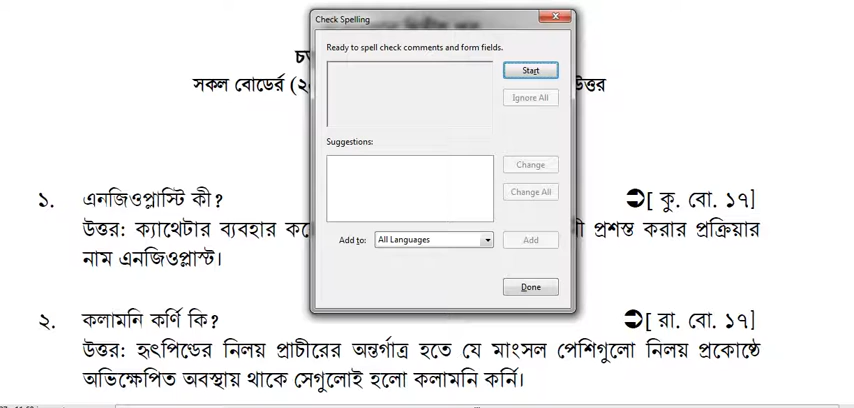 Check Spelling
সকল বোর্ডের
উত্তর
Ready to spell check comments and form fields.
Start
Ignore All
Suggestions:
Change
Change All
Add to: All Languages Add
Done
১. এনজিওপ্লাস্টি কী? [ কু. বো. ১৭]
উত্তর: ক্যাথেটার ব্যবহার প্রশস্ত করার প্রক্রিয়ার
নাম এনজিওপ্লাস্ট।
২. কলামনি কর্ণি কি? [ রা. বো. ১৭]
উত্তর: হৃৎপিন্ডের নিলয় প্রাচীরের অন্তর্গাত্র হতে যে মাংসল পেশিগুলো নিলয় প্রকোষ্ঠে
অভিক্ষেপিত অবস্থায় থাকে সেগুলোই হলো কলামনি কর্নি।